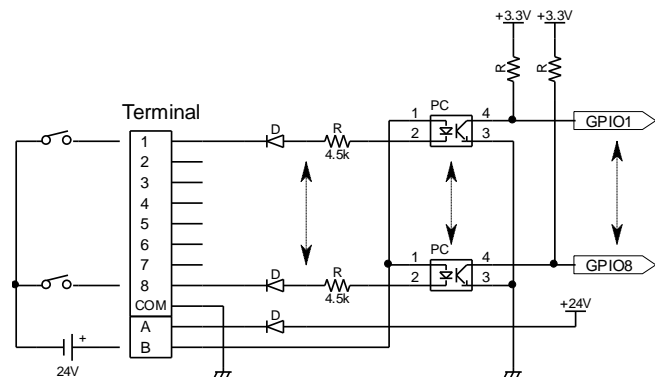 +3.3V +3.3V
R R
Terminal
1 PC 4
GPIO1
1 D R 2 3
4.5k
2
3
4
5
6
7
1 PC 4
GPIO8
8 D R 2 3
4.5k
COM
+24V
A D
B
+
24V